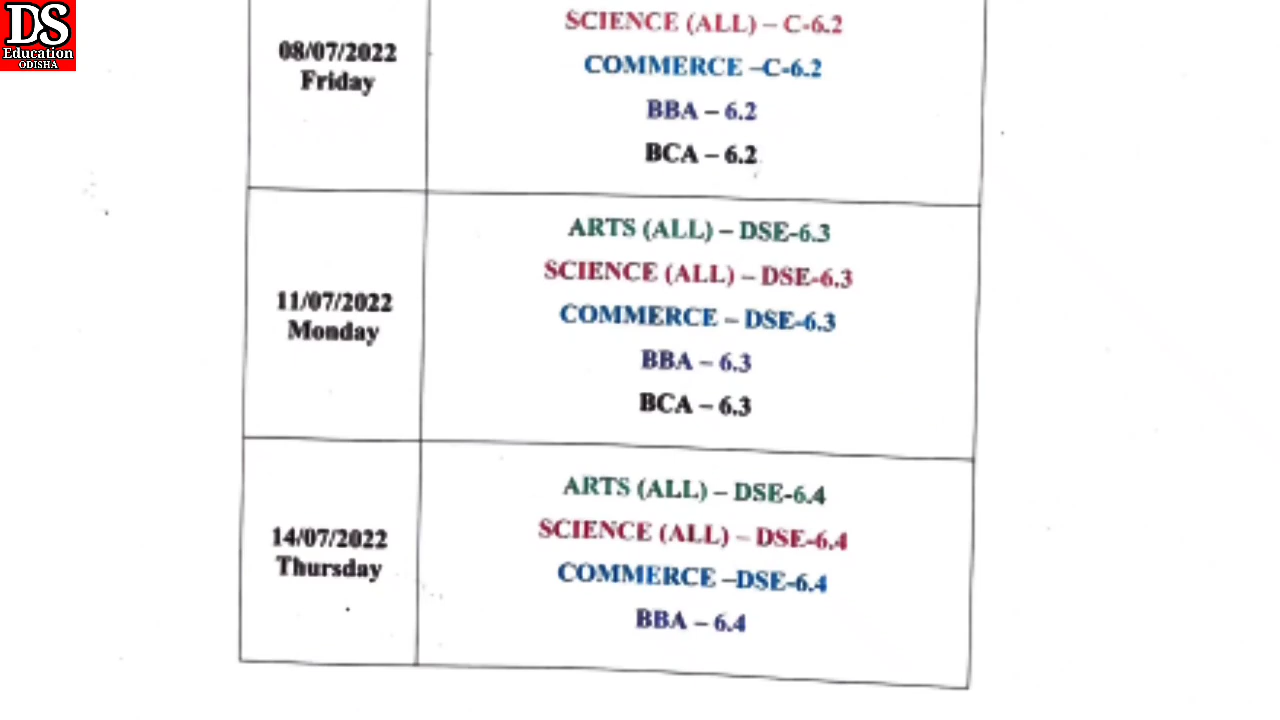 DS
Education
ODISHA
08/07/2022
Friday
SCIENCE (ALL) – C-6.2
COMMERCE –C-6.2
BBA – 6.2
BCA – 6.2
11/07/2022
Monday
ARTS (ALL) – DSE-6.3
SCIENCE (ALL) – DSE-6.3
COMMERCE – DSE-6.3
BBA – 6.3
BCA – 6.3
14/07/2022
Thursday
ARTS (ALL) – DSE-6.4
SCIENCE (ALL) – DSE-6.4
COMMERCE –DSE-6.4
BBA – 6.4